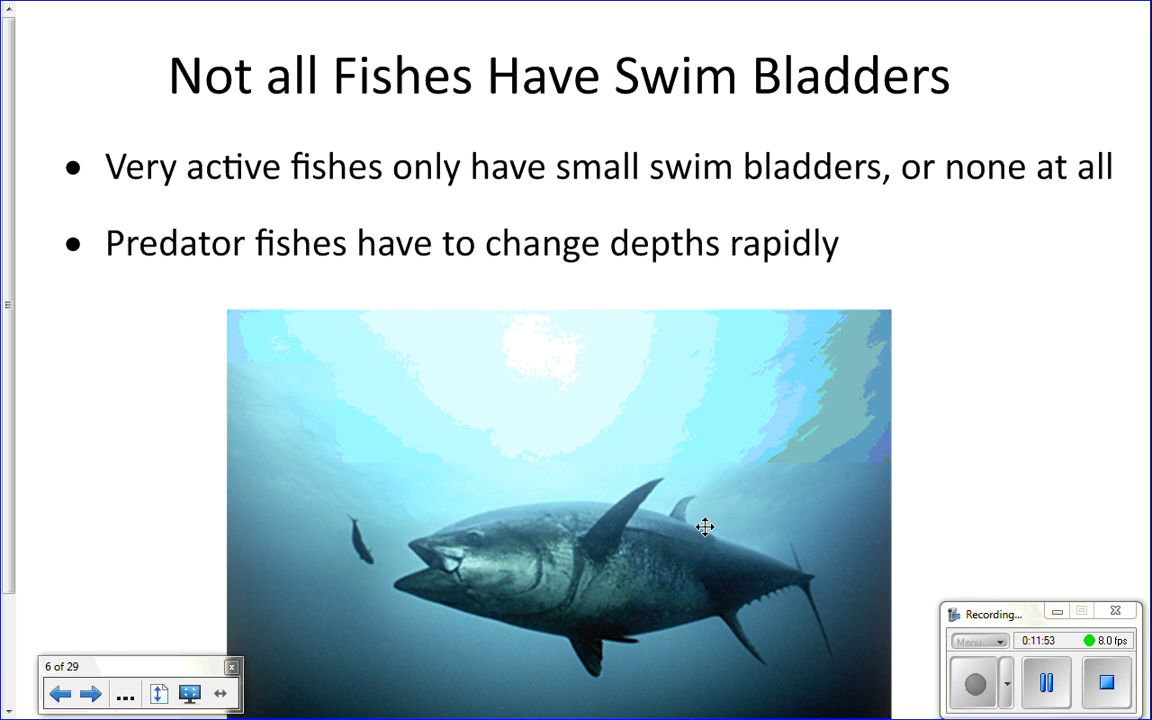 Not all Fishes Have Swim Bladders
• Very active fishes only have small swim bladders, or none at all
• Predator fishes have to change depths rapidly
6 of 29
...
Recording...
Menu
0:11:53
8.0 fps